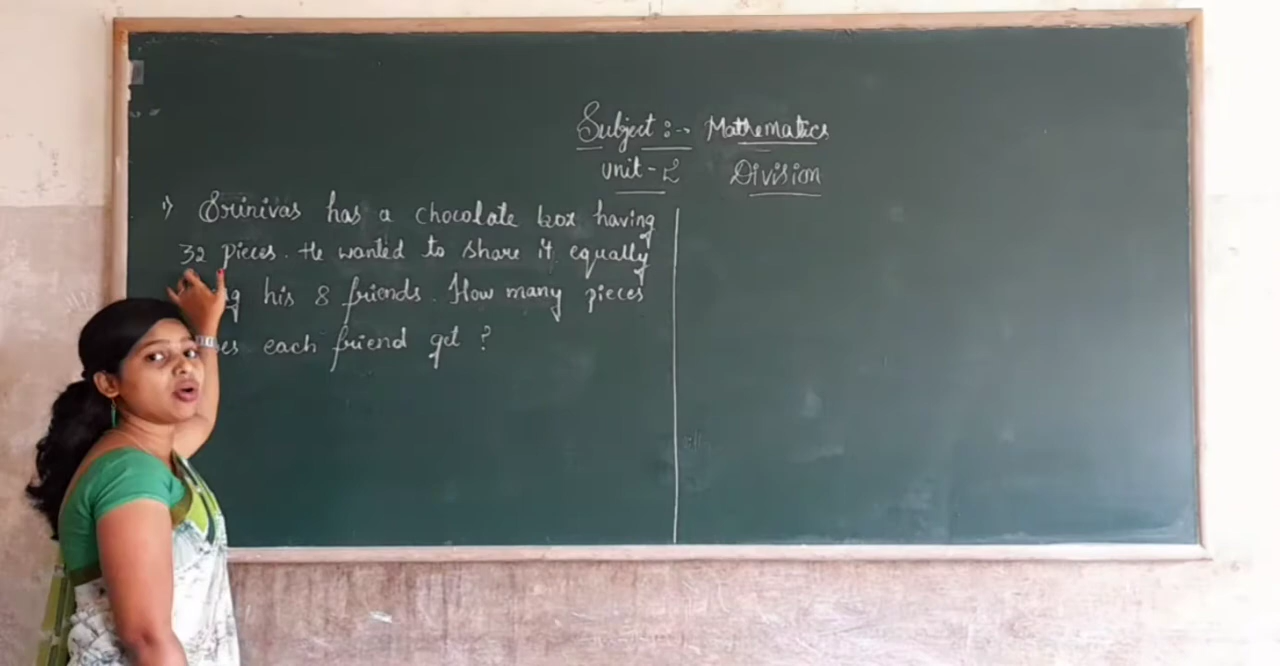 Subject :- Mathematics
Unit - 2 Division
1) Srinivas has a chocolate box having
32 pieces. He wanted to share it equally
his 8 friends. How many pieces
each friend get ?